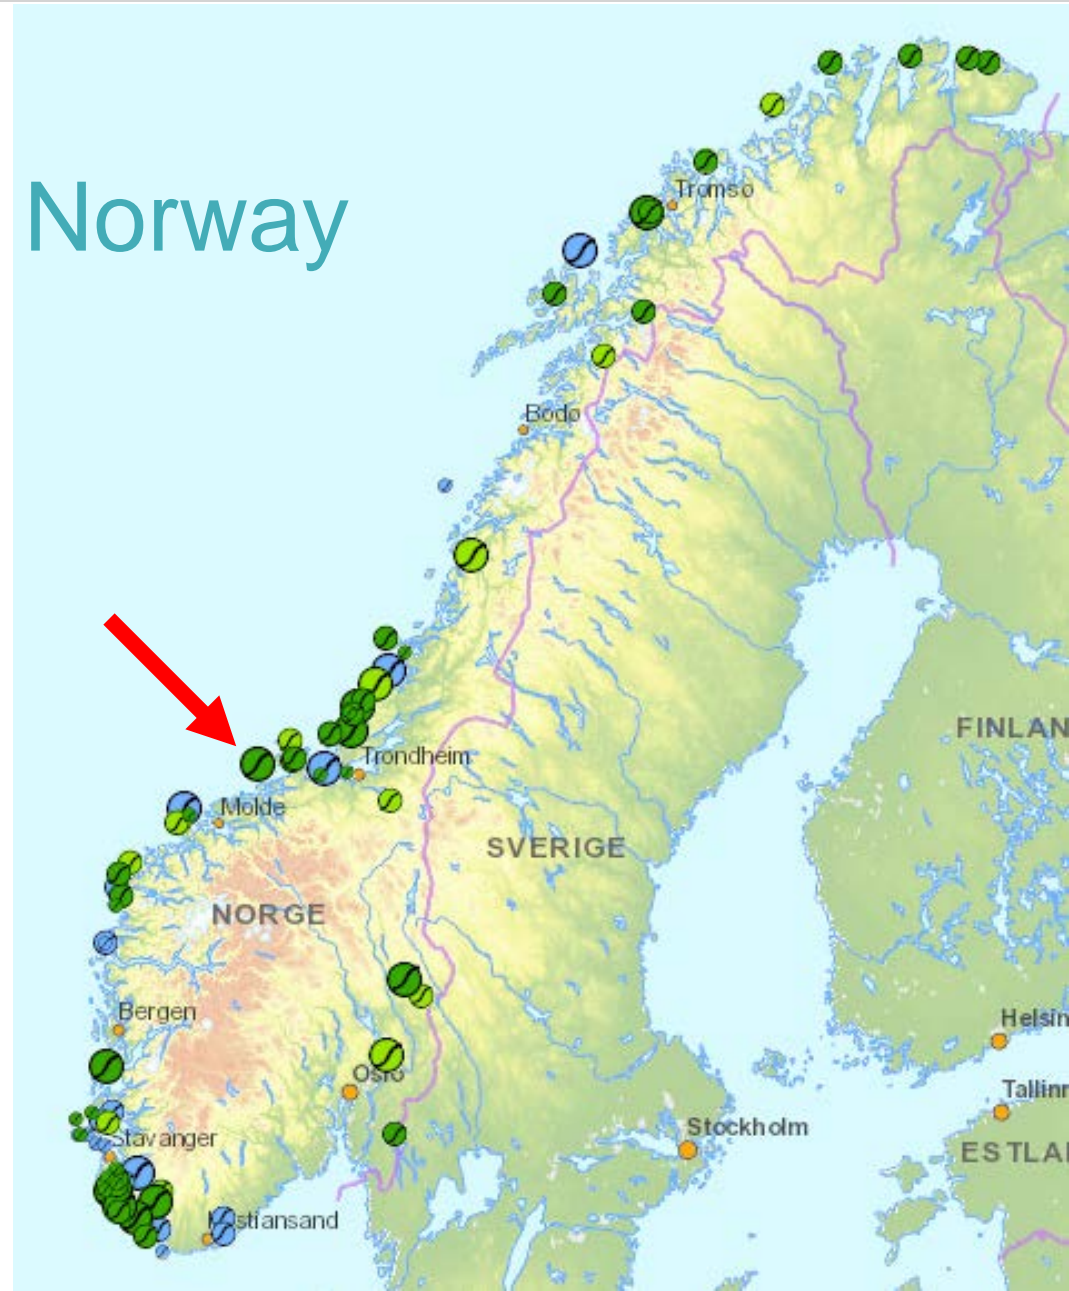 Norway
Tromsø
Bodø
FINLAN
Trondheim
Molde
SVERIGE
NORGE
Bergen
Helsin
Oslo
Tallinn
Stockholm
Stavanger
ESTLA
stiansand